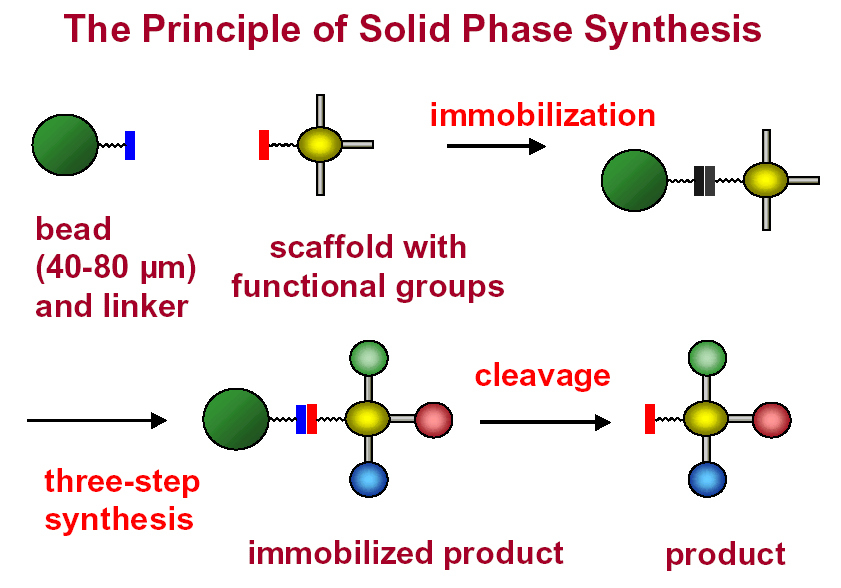 The Principle of Solid Phase Synthesis
immobilization
bead
(40-80 µm)
and linker
scaffold with
functional groups
cleavage
three-step
synthesis
immobilized product
product